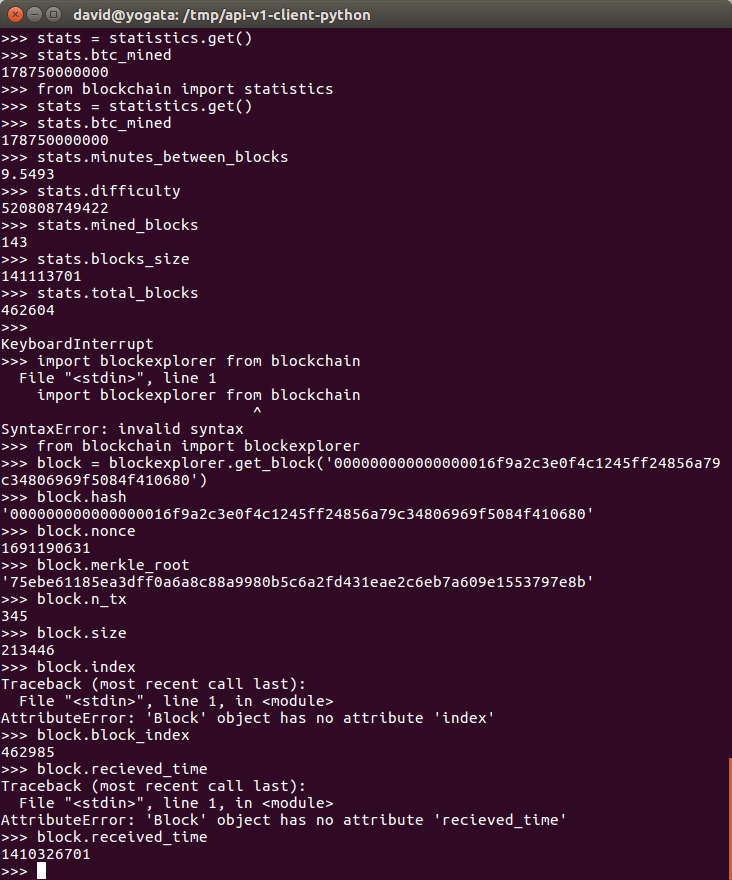 david@yogata: /tmp/api-v1-client-python
>>> stats = statistics.get()
>>> stats.btc_mined
178750000000
>>> from blockchain import statistics
>>> stats = statistics.get()
>>> stats.btc_mined
178750000000
>>> stats.minutes_between_blocks
9.5493
>>> stats.difficulty
520808749422
>>> stats.mined_blocks
143
>>> stats.blocks_size
141113701
>>> stats.total_blocks
462604
>>>
KeyboardInterrupt
>>> import blockexplorer from blockchain
  File "<stdin>", line 1
    import blockexplorer from blockchain
                            ^
SyntaxError: invalid syntax
>>> from blockchain import blockexplorer
>>> block = blockexplorer.get_block('000000000000000016f9a2c3e0f4c1245ff24856a79
c34806969f5084f410680')
>>> block.hash
'000000000000000016f9a2c3e0f4c1245ff24856a79c34806969f5084f410680'
>>> block.nonce
1691190631
>>> block.merkle_root
'75ebe61185ea3dff0a6a8c88a9980b5c6a2fd431eae2c6eb7a609e1553797e8b'
>>> block.n_tx
345
>>> block.size
213446
>>> block.index
Traceback (most recent call last):
  File "<stdin>", line 1, in <module>
AttributeError: 'Block' object has no attribute 'index'
>>> block.block_index
462985
>>> block.recieved_time
Traceback (most recent call last):
  File "<stdin>", line 1, in <module>
AttributeError: 'Block' object has no attribute 'recieved_time'
>>> block.received_time
1410326701
>>>